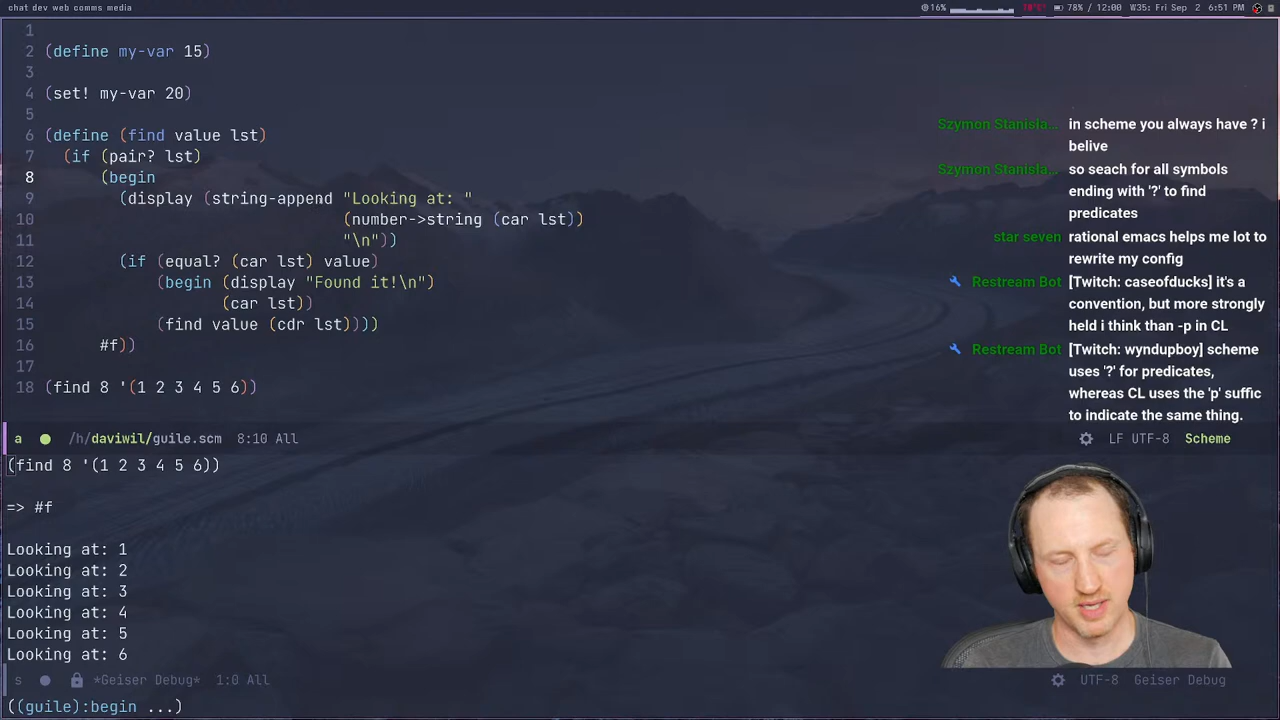 chat dev web comms media
16%
78% / 12:00 W35: Fri Sep 2 6:51 PM
1
2 (define my-var 15)
3
4 (set! my-var 20)
5
6 (define (find value lst)
7 (if (pair? lst)
8 (begin
9 (display (string-append "Looking at: "
10 (number->string (car lst))
11 "\n"))
12 (if (equal? (car lst) value)
13 (begin (display "Found it!\n")
14 (car lst))
15 (find value (cdr lst))))
16 #f))
17
18 (find 8 '(1 2 3 4 5 6))
a /h/daviwil/guile.scm 8:10 All
LF UTF-8 Scheme
(find 8 '(1 2 3 4 5 6))
=> #f
Looking at: 1
Looking at: 2
Looking at: 3
Looking at: 4
Looking at: 5
Looking at: 6
s *Geiser Debug* 1:0 All
UTF-8 Geiser Debug
((guile):begin ...)
Szymon Stanisła... in scheme you always have ? i
belive
Szymon Stanisła... so seach for all symbols
ending with '?' to find
predicates
star seven rational emacs helps me lot to
rewrite my config
Restream Bot [Twitch: caseofducks] it's a
convention, but more strongly
held i think than -p in CL
Restream Bot [Twitch: wyndupboy] scheme
uses '?' for predicates,
whereas CL uses the 'p' suffic
to indicate the same thing.